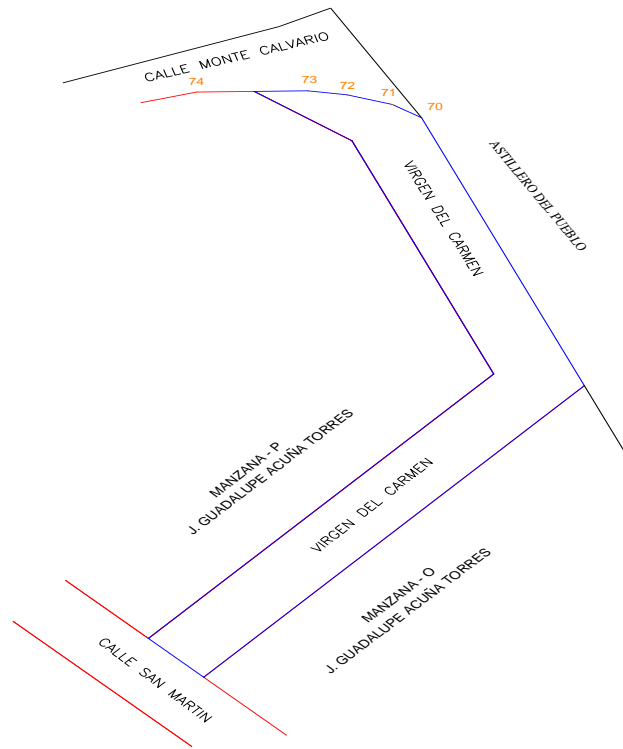 CALLE MONTE CALVARIO
74
73
72
71
70
ASTILLERO DEL PUEBLO
VIRGEN DEL CARMEN
MANZANA - P
J. GUADALUPE ACUÑA TORRES
VIRGEN DEL CARMEN
MANZANA - O
J. GUADALUPE ACUÑA TORRES
CALLE SAN MARTIN